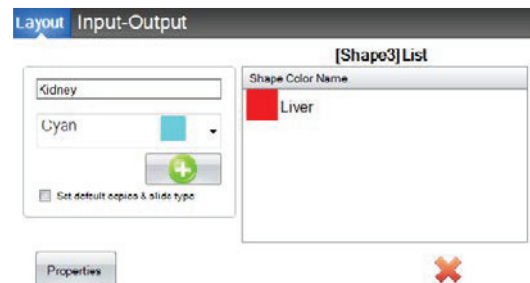 Layout Input-Output
[Shape3] List
Kidney
Shape Color Name
Cyan
Liver
Set default copies & slide type
Properties